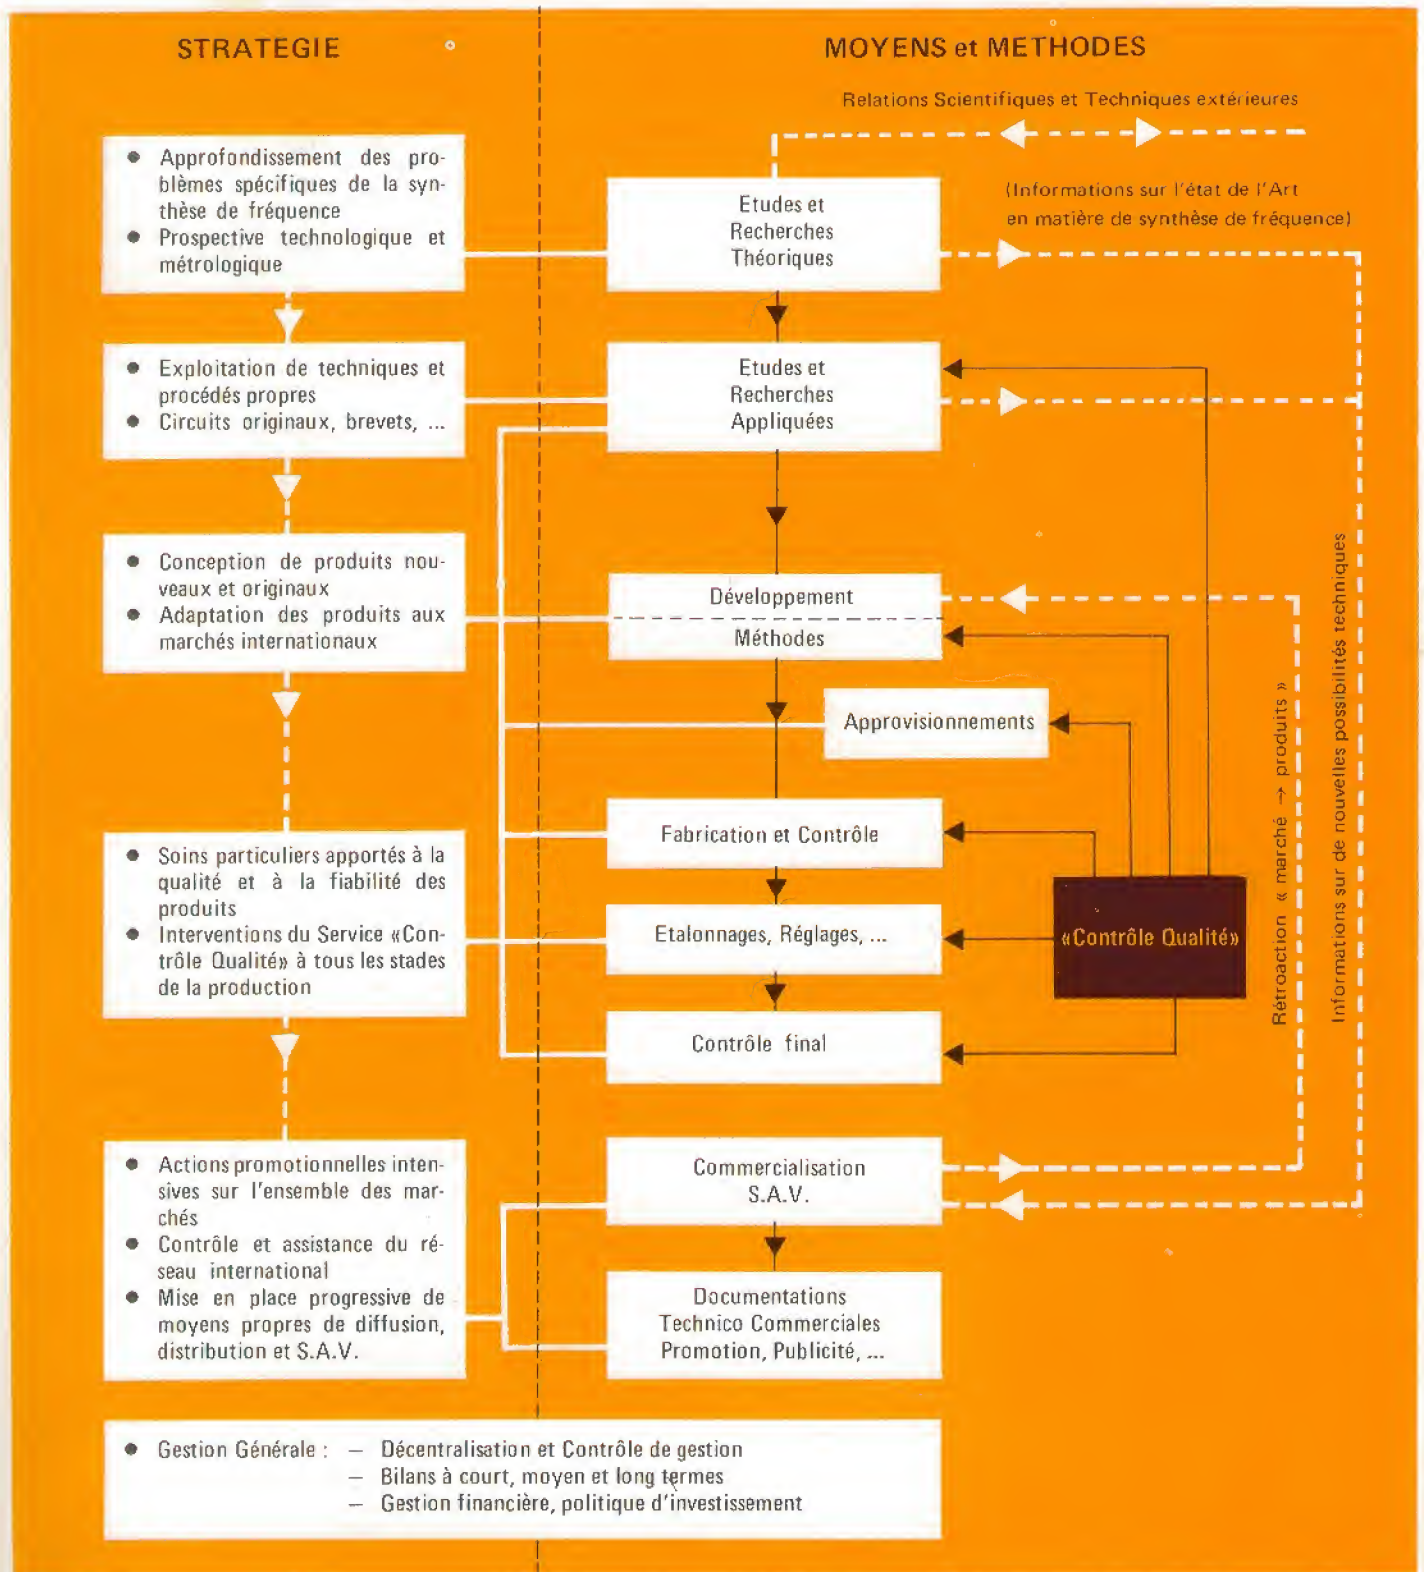 STRATEGIE
MOYENS et METHODES
Relations Scientifiques et Techniques extérieures
● Approfondissement des pro-
blèmes spécifiques de la syn-
thèse de fréquence
● Prospective technologique et
métrologique
Etudes et
Recherches
Théoriques
(Informations sur l'état de l'Art
en matière de synthèse de fréquence)
● Exploitation de techniques et
procédés propres
● Circuits originaux, brevets, ...
Etudes et
Recherches
Appliquées
● Conception de produits nou-
veaux et originaux
● Adaptation des produits aux
marchés internationaux
Développement
Méthodes
Approvisionnements
● Soins particuliers apportés à la
qualité et à la fiabilité des
produits
● Interventions du Service «Con-
trôle Qualité» à tous les stades
de la production
Fabrication et Contrôle
Etalonnages, Réglages, ...
Contrôle final
«Contrôle Qualité»
Rétroaction « marché → produits »
Informations sur de nouvelles possibilités techniques
● Actions promotionnelles inten-
sives sur l'ensemble des mar-
chés
● Contrôle et assistance du ré-
seau international
● Mise en place progressive de
moyens propres de diffusion,
distribution et S.A.V.
Commercialisation
S.A.V.
Documentations
Technico Commerciales
Promotion, Publicité, ...
● Gestion Générale : — Décentralisation et Contrôle de gestion
— Bilans à court, moyen et long termes
— Gestion financière, politique d'investissement